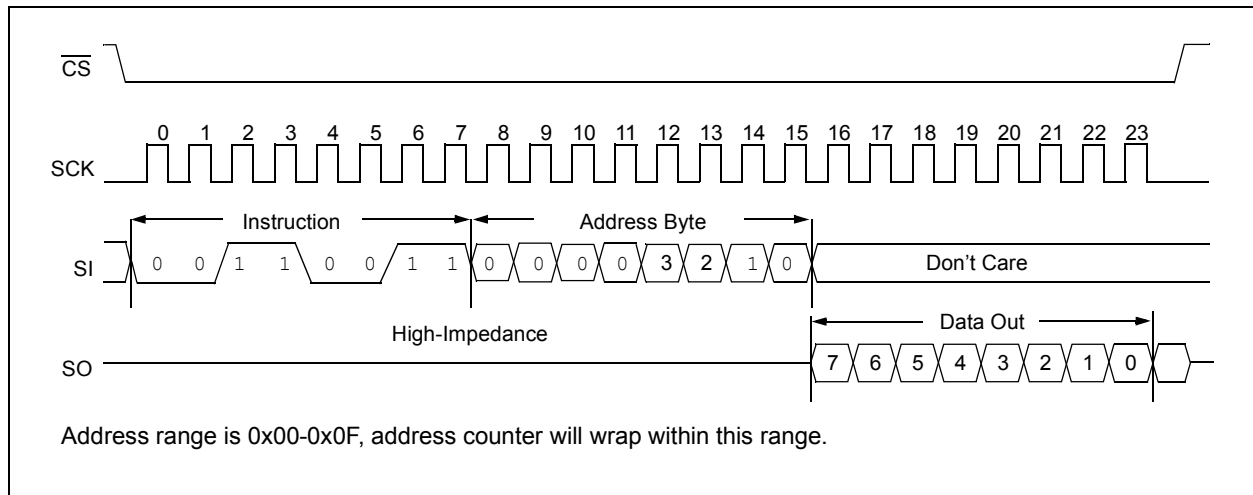 CS
0 1 2 3 4 5 6 7 8 9 10 11 12 13 14 15 16 17 18 19 20 21 22 23
SCK
Instruction Address Byte
SI 0 0 1 1 0 0 1 1 0 0 0 0 3 2 1 0 Don't Care
High-Impedance Data Out
SO 7 6 5 4 3 2 1 0
Address range is 0x00-0x0F, address counter will wrap within this range.